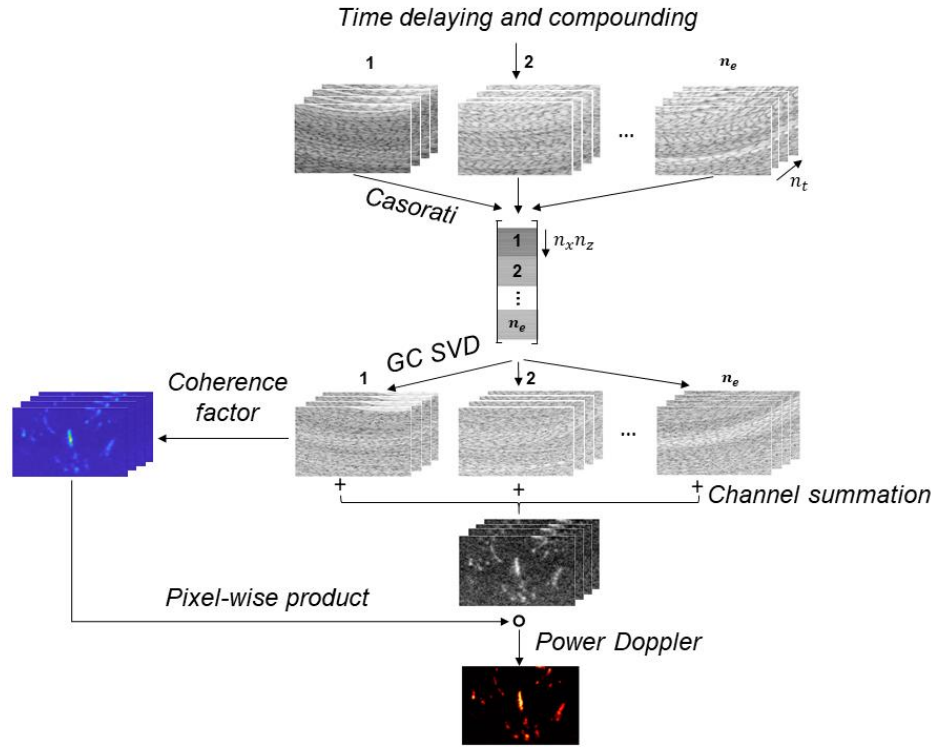 Time delaying and compounding
1
2
n_e
...
n_t
Casorati
1
n_x n_z
2
⋮
n_e
GC SVD
Coherence
factor
1
2
n_e
...
+
+
+
Channel summation
Pixel-wise product
Power Doppler